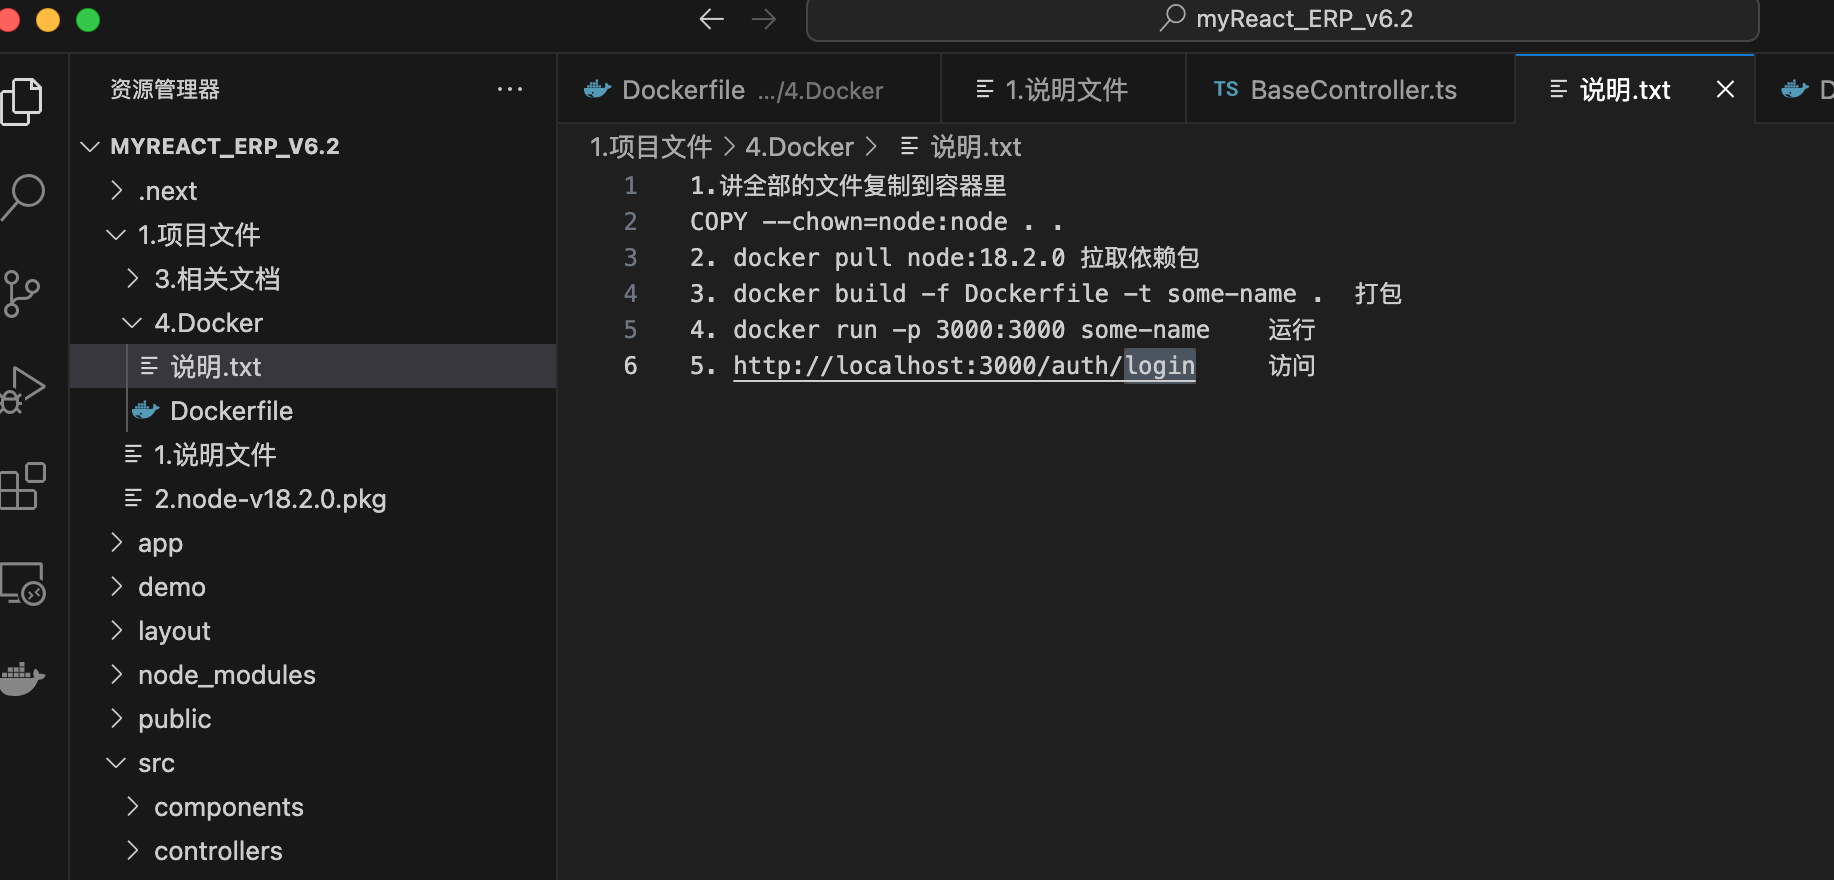 myReact_ERP_v6.2
资源管理器
MYREACT_ERP_V6.2
.next
1.项目文件
3.相关文档
4.Docker
说明.txt
Dockerfile
1.说明文件
2.node-v18.2.0.pkg
app
demo
layout
node_modules
public
src
components
controllers
Dockerfile .../4.Docker
1.说明文件
TS BaseController.ts
说明.txt
D
1.项目文件 > 4.Docker > 说明.txt
1 1.讲全部的文件复制到容器里
2 COPY --chown=node:node . .
3 2. docker pull node:18.2.0 拉取依赖包
4 3. docker build -f Dockerfile -t some-name . 打包
5 4. docker run -p 3000:3000 some-name 运行
6 5. http://localhost:3000/auth/login 访问